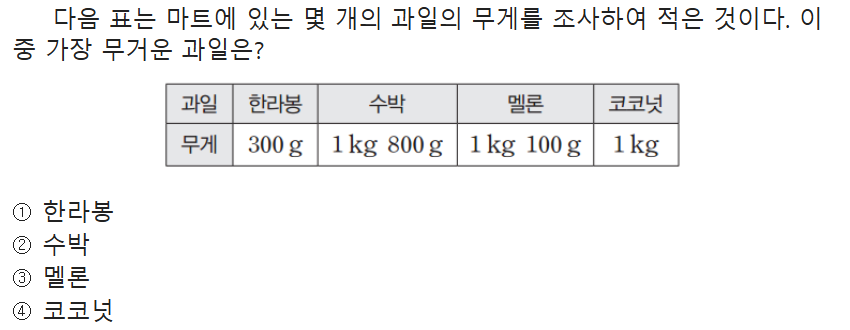 다음 표는 마트에 있는 몇 개의 과일의 무게를 조사하여 적은 것이다. 이
중 가장 무거운 과일은?
과일 한라봉 수박 멜론 코코넛
무게 300 g 1 kg 800 g 1 kg 100 g 1 kg
① 한라봉
② 수박
③ 멜론
④ 코코넛